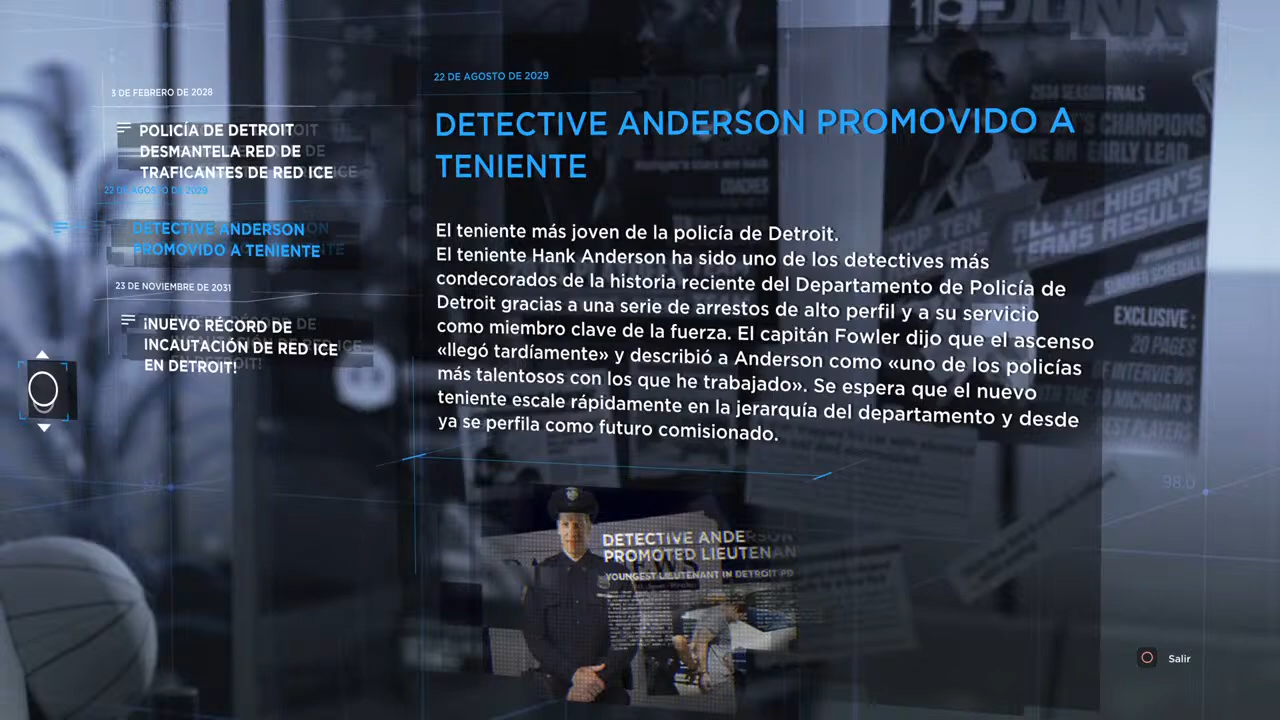 3 DE FEBRERO DE 2028
POLICÍA DE DETROIT
DESMANTELA RED DE
TRAFICANTES DE RED ICE
22 DE AGOSTO DE 2029
DETECTIVE ANDERSON
PROMOVIDO A TENIENTE
23 DE NOVIEMBRE DE 2031
¡NUEVO RÉCORD DE
INCAUTACIÓN DE RED ICE
EN DETROIT!
22 DE AGOSTO DE 2029
DETECTIVE ANDERSON PROMOVIDO A
TENIENTE
El teniente más joven de la policía de Detroit.
El teniente Hank Anderson ha sido uno de los detectives más
condecorados de la historia reciente del Departamento de Policía de
Detroit gracias a una serie de arrestos de alto perfil y a su servicio
como miembro clave de la fuerza. El capitán Fowler dijo que el ascenso
«llegó tardíamente» y describió a Anderson como «uno de los policías
más talentosos con los que he trabajado». Se espera que el nuevo
teniente escale rápidamente en la jerarquía del departamento y desde
ya se perfila como futuro comisionado.
DETECTIVE ANDERSON
PROMOTED LIEUTENAN
YOUNGEST LIEUTENANT IN DETROIT PD
2034 SEASON FINALS
CHAMPIONS
EARLY LEAD
ALL MICHIGAN'S
TEAMS RESULTS
COACHES
EXCLUSIVE :
20 PAGES
INTERVIEWS
MICHIGAN'S
PLAYERS
98.0
Salir